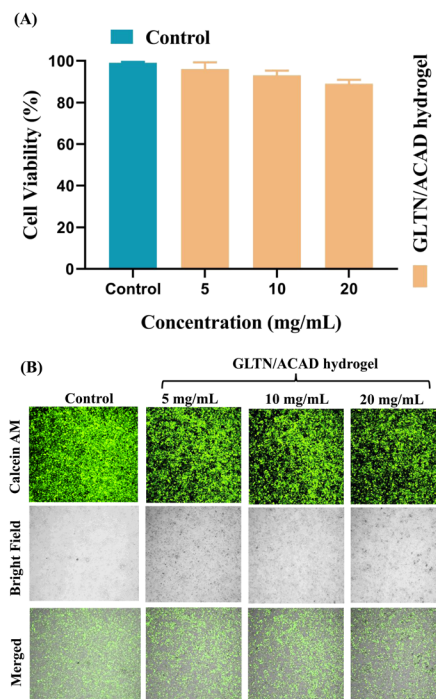 (A)
Control
100
80
60
40
20
0
Cell Viability (%)
Control 5 10 20
Concentration (mg/mL)
GLTN/ACAD hydrogel
(B)
GLTN/ACAD hydrogel
Control 5 mg/mL 10 mg/mL 20 mg/mL
Calcein AM
Bright Field
Merged